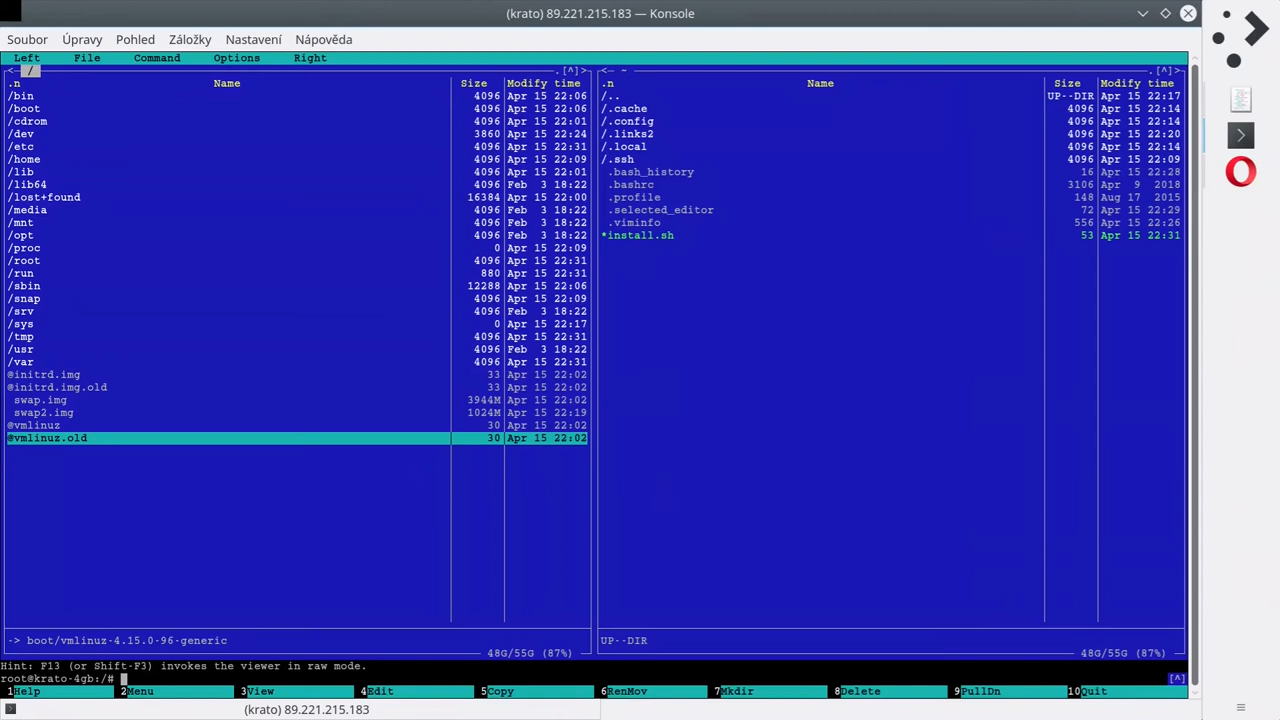 (krato) 89.221.215.183 — Konsole
Soubor Úpravy Pohled Záložky Nastavení Nápověda
Left File Command Options Right
<─ / .[^]>
.n Name Size Modify time
/bin 4096 Apr 15 22:06
/boot 4096 Apr 15 22:06
/cdrom 4096 Apr 15 22:01
/dev 3860 Apr 15 22:24
/etc 4096 Apr 15 22:31
/home 4096 Apr 15 22:09
/lib 4096 Apr 15 22:01
/lib64 4096 Feb 3 18:22
/lost+found 16384 Apr 15 22:00
/media 4096 Feb 3 18:22
/mnt 4096 Feb 3 18:22
/opt 4096 Feb 3 18:22
/proc 0 Apr 15 22:09
/root 4096 Apr 15 22:31
/run 880 Apr 15 22:31
/sbin 12288 Apr 15 22:06
/snap 4096 Apr 15 22:09
/srv 4096 Feb 3 18:22
/sys 0 Apr 15 22:17
/tmp 4096 Apr 15 22:31
/usr 4096 Feb 3 18:22
/var 4096 Apr 15 22:31
@initrd.img 33 Apr 15 22:02
@initrd.img.old 33 Apr 15 22:02
swap.img 3944M Apr 15 22:02
swap2.img 1024M Apr 15 22:19
@vmlinuz 30 Apr 15 22:02
@vmlinuz.old 30 Apr 15 22:02
-> boot/vmlinuz-4.15.0-96-generic
48G/55G (87%)
<─ ~ .[^]>
.n Name Size Modify time
/.. UP--DIR Apr 15 22:17
/.cache 4096 Apr 15 22:14
/.config 4096 Apr 15 22:14
/.links2 4096 Apr 15 22:20
/.local 4096 Apr 15 22:14
/.ssh 4096 Apr 15 22:09
.bash_history 16 Apr 15 22:28
.bashrc 3106 Apr 9 2018
.profile 148 Aug 17 2015
.selected_editor 72 Apr 15 22:29
.viminfo 556 Apr 15 22:26
*install.sh 53 Apr 15 22:31
UP--DIR
48G/55G (87%)
Hint: F13 (or Shift-F3) invokes the viewer in raw mode.
root@krato-4gb:/# [^]
1Help 2Menu 3View 4Edit 5Copy 6RenMov 7Mkdir 8Delete 9PullDn 10Quit
(krato) 89.221.215.183